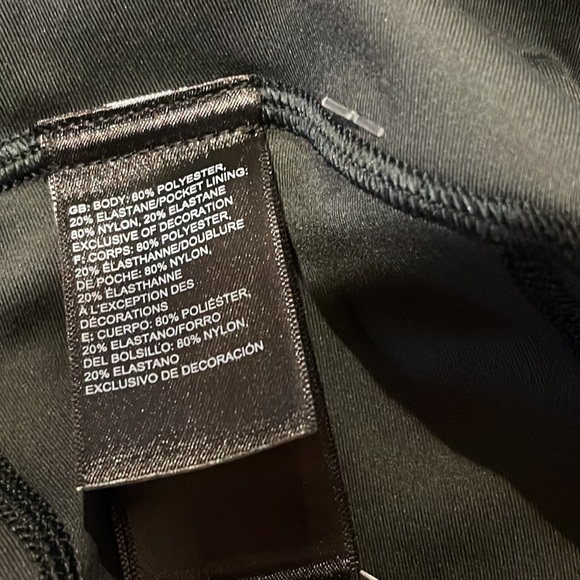 GB: BODY: 80% POLYESTER,
20% ELASTANE/POCKET LINING:
80% NYLON, 20% ELASTANE
EXCLUSIVE OF DECORATION
F: CORPS: 80% POLYESTER,
20% ÉLASTHANNE/DOUBLURE
DE POCHE: 80% NYLON,
20% ÉLASTHANNE
À L'EXCEPTION DES
DÉCORATIONS
E: CUERPO: 80% POLIÉSTER,
20% ELASTANO/FORRO
DEL BOLSILLO: 80% NYLON,
20% ELASTANO
EXCLUSIVO DE DECORACIÓN